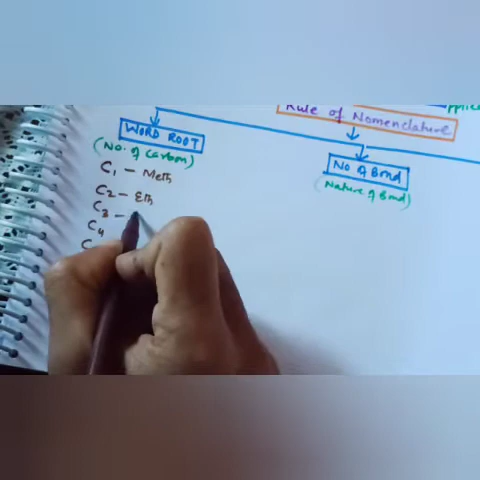 Rule of Nomenclature
WORD ROOT
(No. of Carbon)
No of Bond
(Nature of Bond)
C1 - Meth
C2 - Eth
C3 -
C4
C